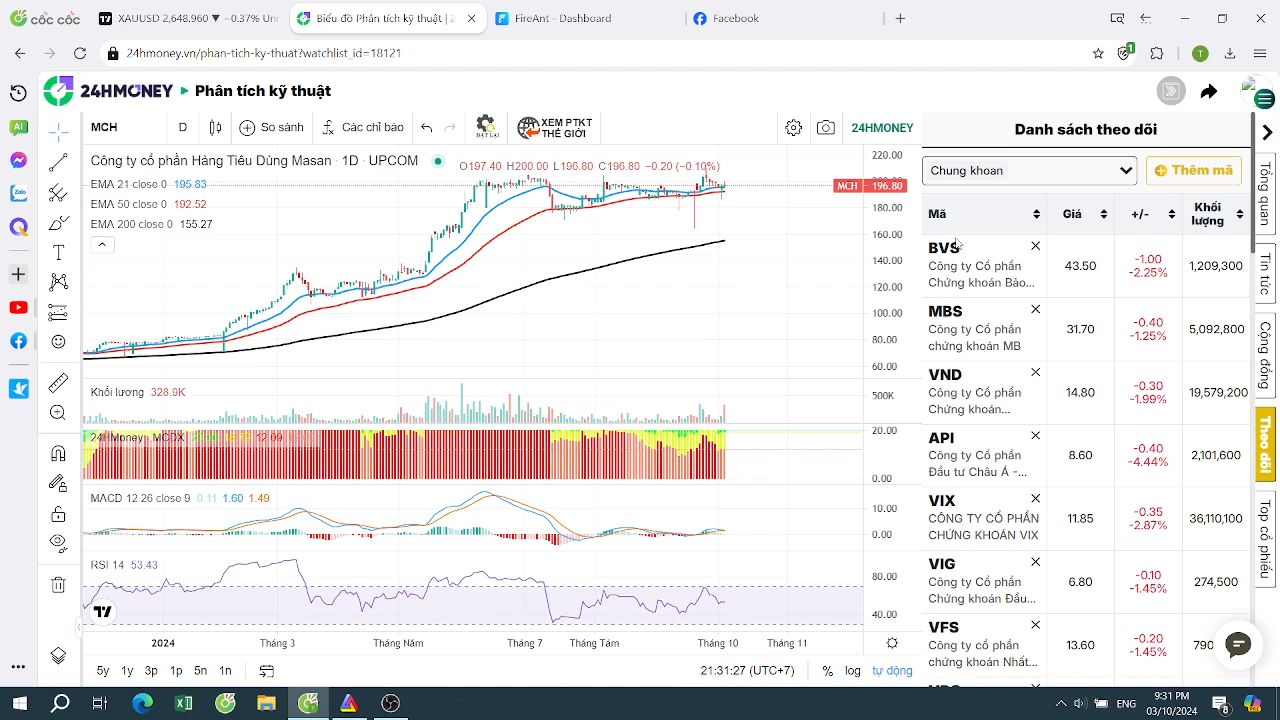 cốc cốc
XAUUSD 2,648.960 ▼ −0.37% Un
Biểu đồ Phân tích kỹ thuật | 2
FireAnt - Dashboard
Facebook
24hmoney.vn/phan-tich-ky-thuat?watchlist_id=18121
24HMONEY
Phân tích kỹ thuật
MCH
D
So sánh
Các chỉ báo
ĐẶT LẠI
XEM PTKT
THẾ GIỚI
24HMONEY
Công ty cổ phần Hàng Tiêu Dùng Masan · 1D · UPCOM
O197.40 H200.00 L196.80 C196.80 −0.20 (−0.10%)
EMA 21 close 0 195.83
EMA 50 close 0 192.52
EMA 200 close 0 155.27
220.00
MCH 196.80
180.00
160.00
140.00
120.00
100.00
80.00
60.00
Khối lượng 328.9K
500K
24HMoney - MCDX 12.09
20.00
0.00
MACD 12 26 close 9 0.11 1.60 1.49
10.00
0.00
RSI 14 53.43
80.00
40.00
2024
Tháng 3
Tháng Năm
Tháng 7
Tháng Tám
Tháng 10
Tháng 11
5y 1y 3p 1p 5n 1n
21:31:27 (UTC+7)
% log tự động
Danh sách theo dõi
Chung khoan
Thêm mã
Mã
Giá
+/-
Khối
lượng
BVS
Công ty Cổ phần
Chứng khoán Bảo...
43.50
-1.00
-2.25%
1,209,300
MBS
Công ty Cổ phần
chứng khoán MB
31.70
-0.40
-1.25%
5,092,800
VND
Công ty Cổ phần
Chứng khoán...
14.80
-0.30
-1.99%
19,579,200
API
Công ty Cổ phần
Đầu tư Châu Á -...
8.60
-0.40
-4.44%
2,101,600
VIX
CÔNG TY CỔ PHẦN
CHỨNG KHOÁN VIX
11.85
-0.35
-2.87%
36,110,100
VIG
Công ty Cổ phần
Chứng khoán Đầu...
6.80
-0.10
-1.45%
274,500
VFS
Công ty cổ phần
chứng khoán Nhất...
13.60
-0.20
-1.45%
790
Tổng quan
Tin tức
Cộng đồng
Theo dõi
Top cổ phiếu
AI
Zalo
ENG
9:31 PM
03/10/2024
8